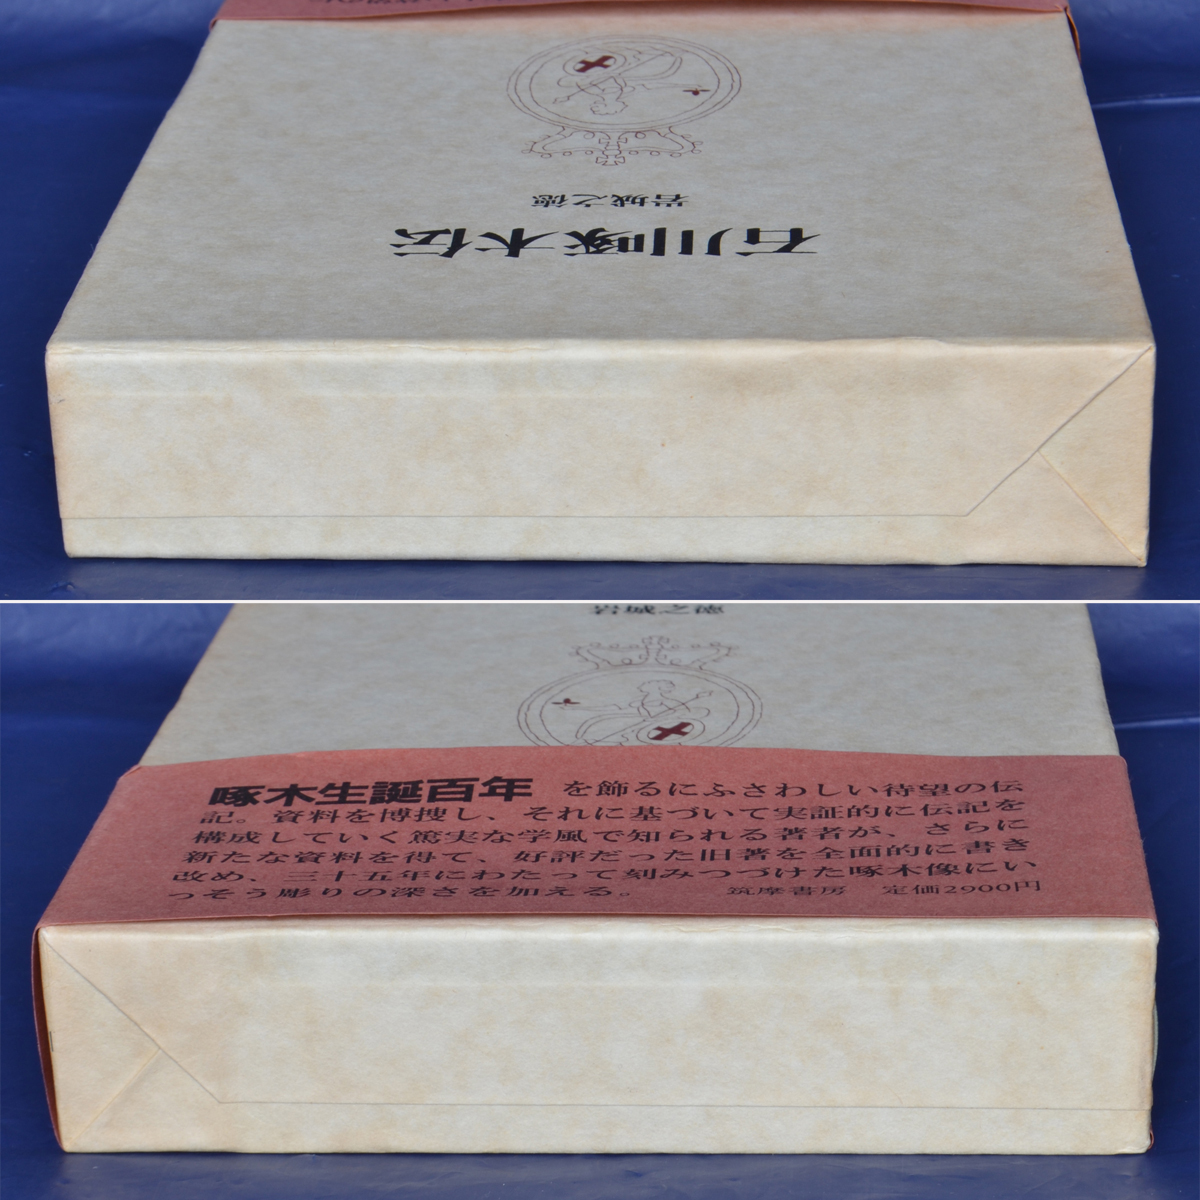 石川啄木伝
岩城之徳
岩城之徳
啄木生誕百年 を飾るにふさわしい待望の伝
記。資料を博捜し、それに基づいて実証的に伝記を
構成していく篤実な学風で知られる著者が、さらに
新たな資料を得て、好評だった旧著を全面的に書き
改め、三十五年にわたって刻みつづけた啄木像にい
っそう彫りの深さを加える。 筑摩書房 定価2900円